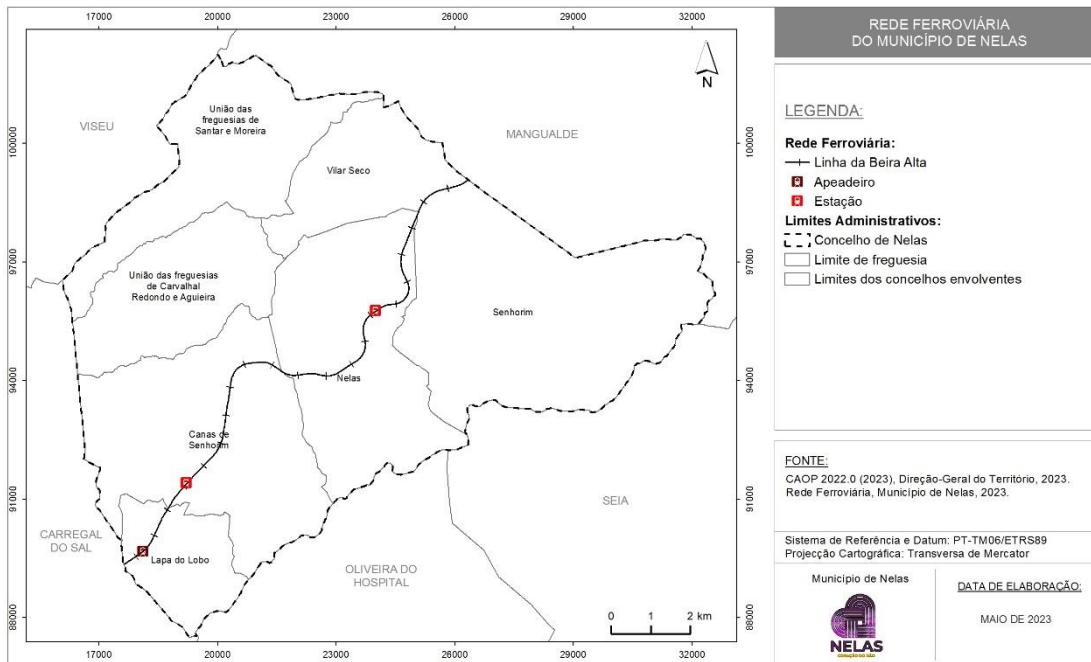 17000 20000 23000 26000 29000 32000
100000
97000
94000
91000
88000
VISEU
MANGUALDE
SEIA
OLIVEIRA DO
HOSPITAL
CARREGAL
DO SAL
União das
freguesias de
Santar e Moreira
Vilar Seco
União das freguesias
de Carvalhal
Redondo e Aguieira
Senhorim
Nelas
Canas de
Senhorim
Lapa do Lobo
N
0 1 2 km
100000
97000
94000
91000
88000
17000 20000 23000 26000 29000 32000
REDE FERROVIÁRIA
DO MUNICÍPIO DE NELAS
LEGENDA:
Rede Ferroviária:
Linha da Beira Alta
Apeadeiro
Estação
Limites Administrativos:
Concelho de Nelas
Limite de freguesia
Limites dos concelhos envolventes
FONTE:
CAOP 2022.0 (2023), Direção-Geral do Território, 2023.
Rede Ferroviária, Município de Nelas, 2023.
Sistema de Referência e Datum: PT-TM06/ETRS89
Projecção Cartográfica: Transversa de Mercator
Municipio de Nelas
NELAS
CORAÇÃO DO DÃO
DATA DE ELABORAÇÃO:
MAIO DE 2023